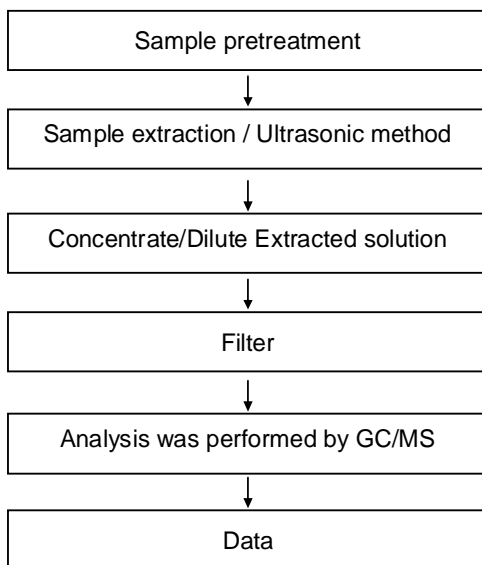 Sample pretreatment
Sample extraction / Ultrasonic method
Concentrate/Dilute Extracted solution
Filter
Analysis was performed by GC/MS
Data